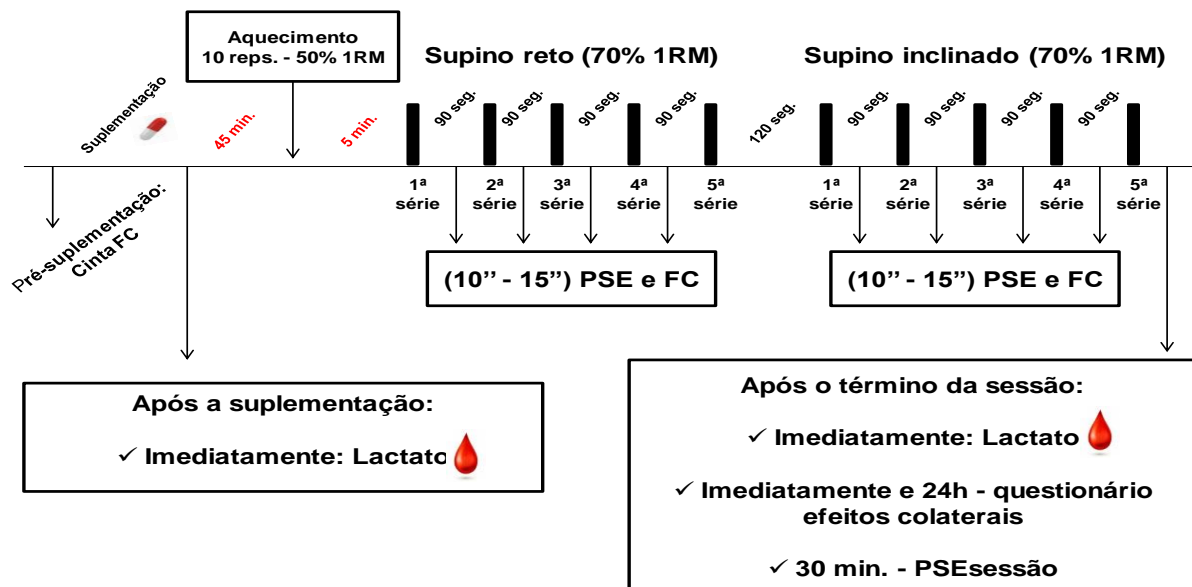 Aquecimento
10 reps. - 50% 1RM
Supino reto (70% 1RM)
Supino inclinado (70% 1RM)
Suplementação
45 min.
5 min.
90 seg.
90 seg.
90 seg.
90 seg.
120 seg.
90 seg.
90 seg.
90 seg.
90 seg.
Pré-suplementação:
Cinta FC
1ª
série
2ª
série
3ª
série
4ª
série
5ª
série
1ª
série
2ª
série
3ª
série
4ª
série
5ª
série
(10’’ - 15”) PSE e FC
(10’’ - 15”) PSE e FC
Após a suplementação:
✓ Imediatamente: Lactato
Após o término da sessão:
✓ Imediatamente: Lactato
✓ Imediatamente e 24h - questionário
efeitos colaterais
✓ 30 min. - PSEsessão